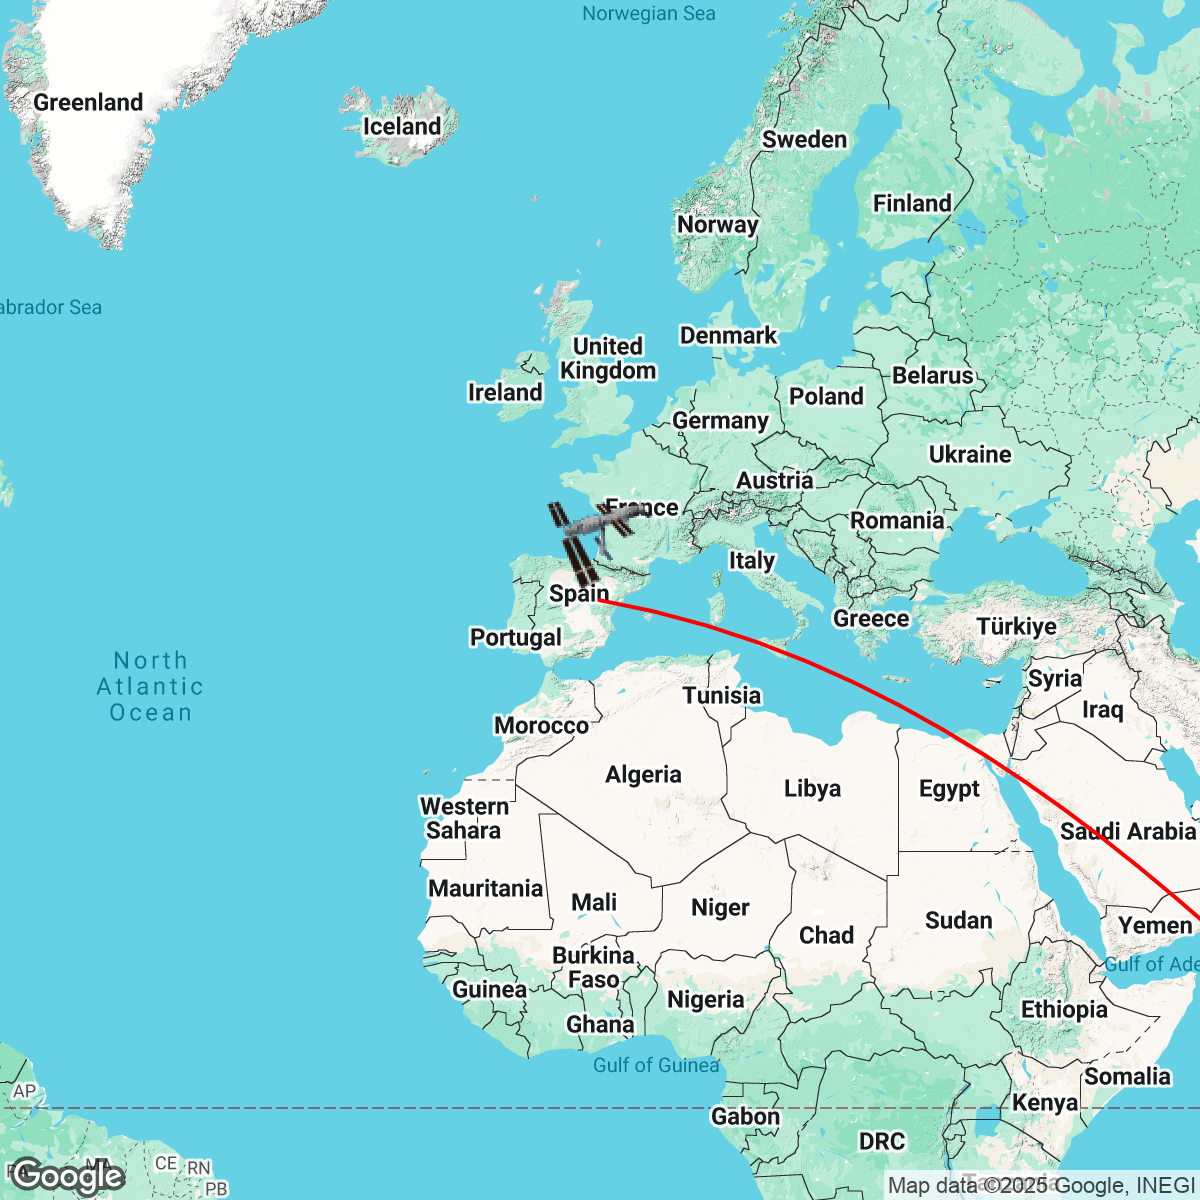 Norwegian Sea
Greenland
Iceland
Sweden
Finland
Norway
abrador Sea
Denmark
United
Kingdom
Ireland
Belarus
Poland
Germany
Ukraine
Austria
France
Romania
Italy
Spain
Greece
Türkiye
Portugal
North
Atlantic
Ocean
Syria
Iraq
Tunisia
Morocco
Algeria
Libya
Egypt
Western
Sahara
Saudi Arabia
Mauritania
Mali
Niger
Chad
Sudan
Yemen
Burkina
Faso
Gulf of Ade
Guinea
Nigeria
Ethiopia
Ghana
Gulf of Guinea
Somalia
AP
Kenya
Gabon
DRC
CE
RN
PB
MA
PA
Google
Map data ©2025 Google, INEGI